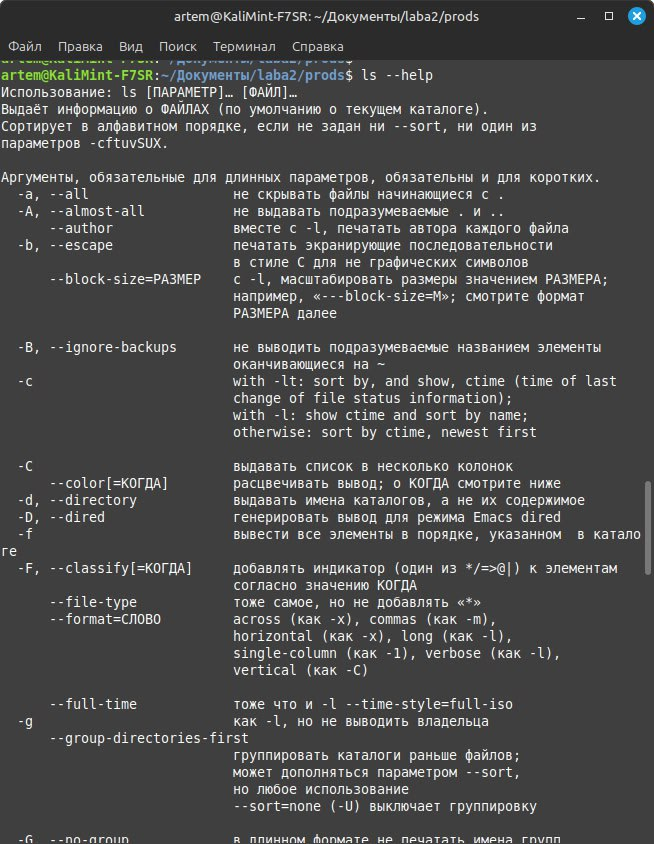 artem@KaliMint-F7SR: ~/Документы/laba2/prods
Файл Правка Вид Поиск Терминал Справка
artem@KaliMint-F7SR:~/Документы/laba2/prods$
artem@KaliMint-F7SR:~/Документы/laba2/prods$ ls --help
Использование: ls [ПАРАМЕТР]… [ФАЙЛ]…
Выдаёт информацию о ФАЙЛАХ (по умолчанию о текущем каталоге).
Сортирует в алфавитном порядке, если не задан ни --sort, ни один из
параметров -cftuvSUX.
Аргументы, обязательные для длинных параметров, обязательны и для коротких.
-a, --all не скрывать файлы начинающиеся с .
-A, --almost-all не выдавать подразумеваемые . и ..
--author вместе с -l, печатать автора каждого файла
-b, --escape печатать экранирующие последовательности
в стиле C для не графических символов
--block-size=РАЗМЕР с -l, масштабировать размеры значением РАЗМЕРА;
например, «---block-size=M»; смотрите формат
РАЗМЕРА далее
-B, --ignore-backups не выводить подразумеваемые названием элементы
оканчивающиеся на ~
-c with -lt: sort by, and show, ctime (time of last
change of file status information);
with -l: show ctime and sort by name;
otherwise: sort by ctime, newest first
-C выдавать список в несколько колонок
--color[=КОГДА] расцвечивать вывод; о КОГДА смотрите ниже
-d, --directory выдавать имена каталогов, а не их содержимое
-D, --dired генерировать вывод для режима Emacs dired
-f вывести все элементы в порядке, указанном  в катало
ге
-F, --classify[=КОГДА] добавлять индикатор (один из */=>@|) к элементам
согласно значению КОГДА
--file-type тоже самое, но не добавлять «*»
--format=СЛОВО across (как -x), commas (как -m),
horizontal (как -x), long (как -l),
single-column (как -1), verbose (как -l),
vertical (как -C)
--full-time тоже что и -l --time-style=full-iso
-g как -l, но не выводить владельца
--group-directories-first
группировать каталоги раньше файлов;
может дополняться параметром --sort,
но любое использование
--sort=none (-U) выключает группировку
-G, --no-group в длинном формате не печатать имена групп